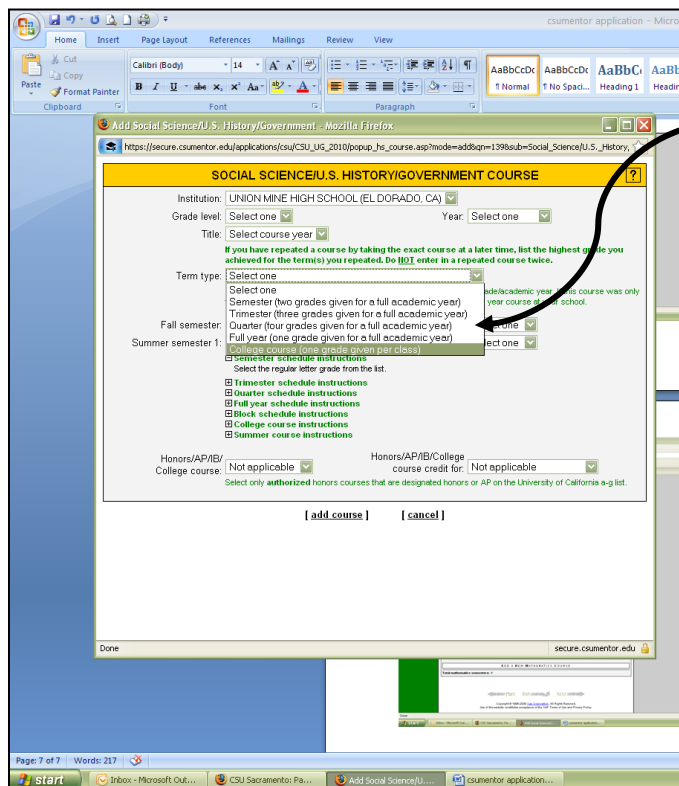 csumentor application - Micro
Home Insert Page Layout References Mailings Review View
Cut
Copy
Format Painter
Paste
Calibri (Body) 14
AaBbCcDc AaBbCcDc AaBbC AaBb
¶ Normal ¶ No Spaci... Heading 1 Headin
Clipboard Font Paragraph
Add Social Science/U.S. History/Government - Mozilla Firefox
https://secure.csumentor.edu/applications/csu/CSU_UG_2010/popup_hs_course.asp?mode=add&qn=139&sub=Social_Science/U.S._History,
SOCIAL SCIENCE/U.S. HISTORY/GOVERNMENT COURSE ?
Institution: UNION MINE HIGH SCHOOL (EL DORADO, CA)
Grade level: Select one Year: Select one
Title: Select course year
If you have repeated a course by taking the exact course at a later time, list the highest grade you
achieved for the term(s) you repeated. Do NOT enter in a repeated course twice.
Term type: Select one
Select one
Semester (two grades given for a full academic year)
Trimester (three grades given for a full academic year)
Quarter (four grades given for a full academic year)
Full year (one grade given for a full academic year)
College course (one grade given per class)
Fall semester:
Summer semester 1:
Semester schedule instructions
Select the regular letter grade from the list.
Trimester schedule instructions
Quarter schedule instructions
Full year schedule instructions
Block schedule instructions
College course instructions
Summer course instructions
Honors/AP/IB/
College course: Not applicable
Honors/AP/IB/College
course credit for: Not applicable
Select only authorized honors courses that are designated honors or AP on the University of California a-g list.
[ add course ] [ cancel ]
Done secure.csumentor.edu
Page: 7 of 7 Words: 217
start Inbox - Microsoft Out... CSU Sacramento: Pa... Add Social Science/U.... csumentor application...